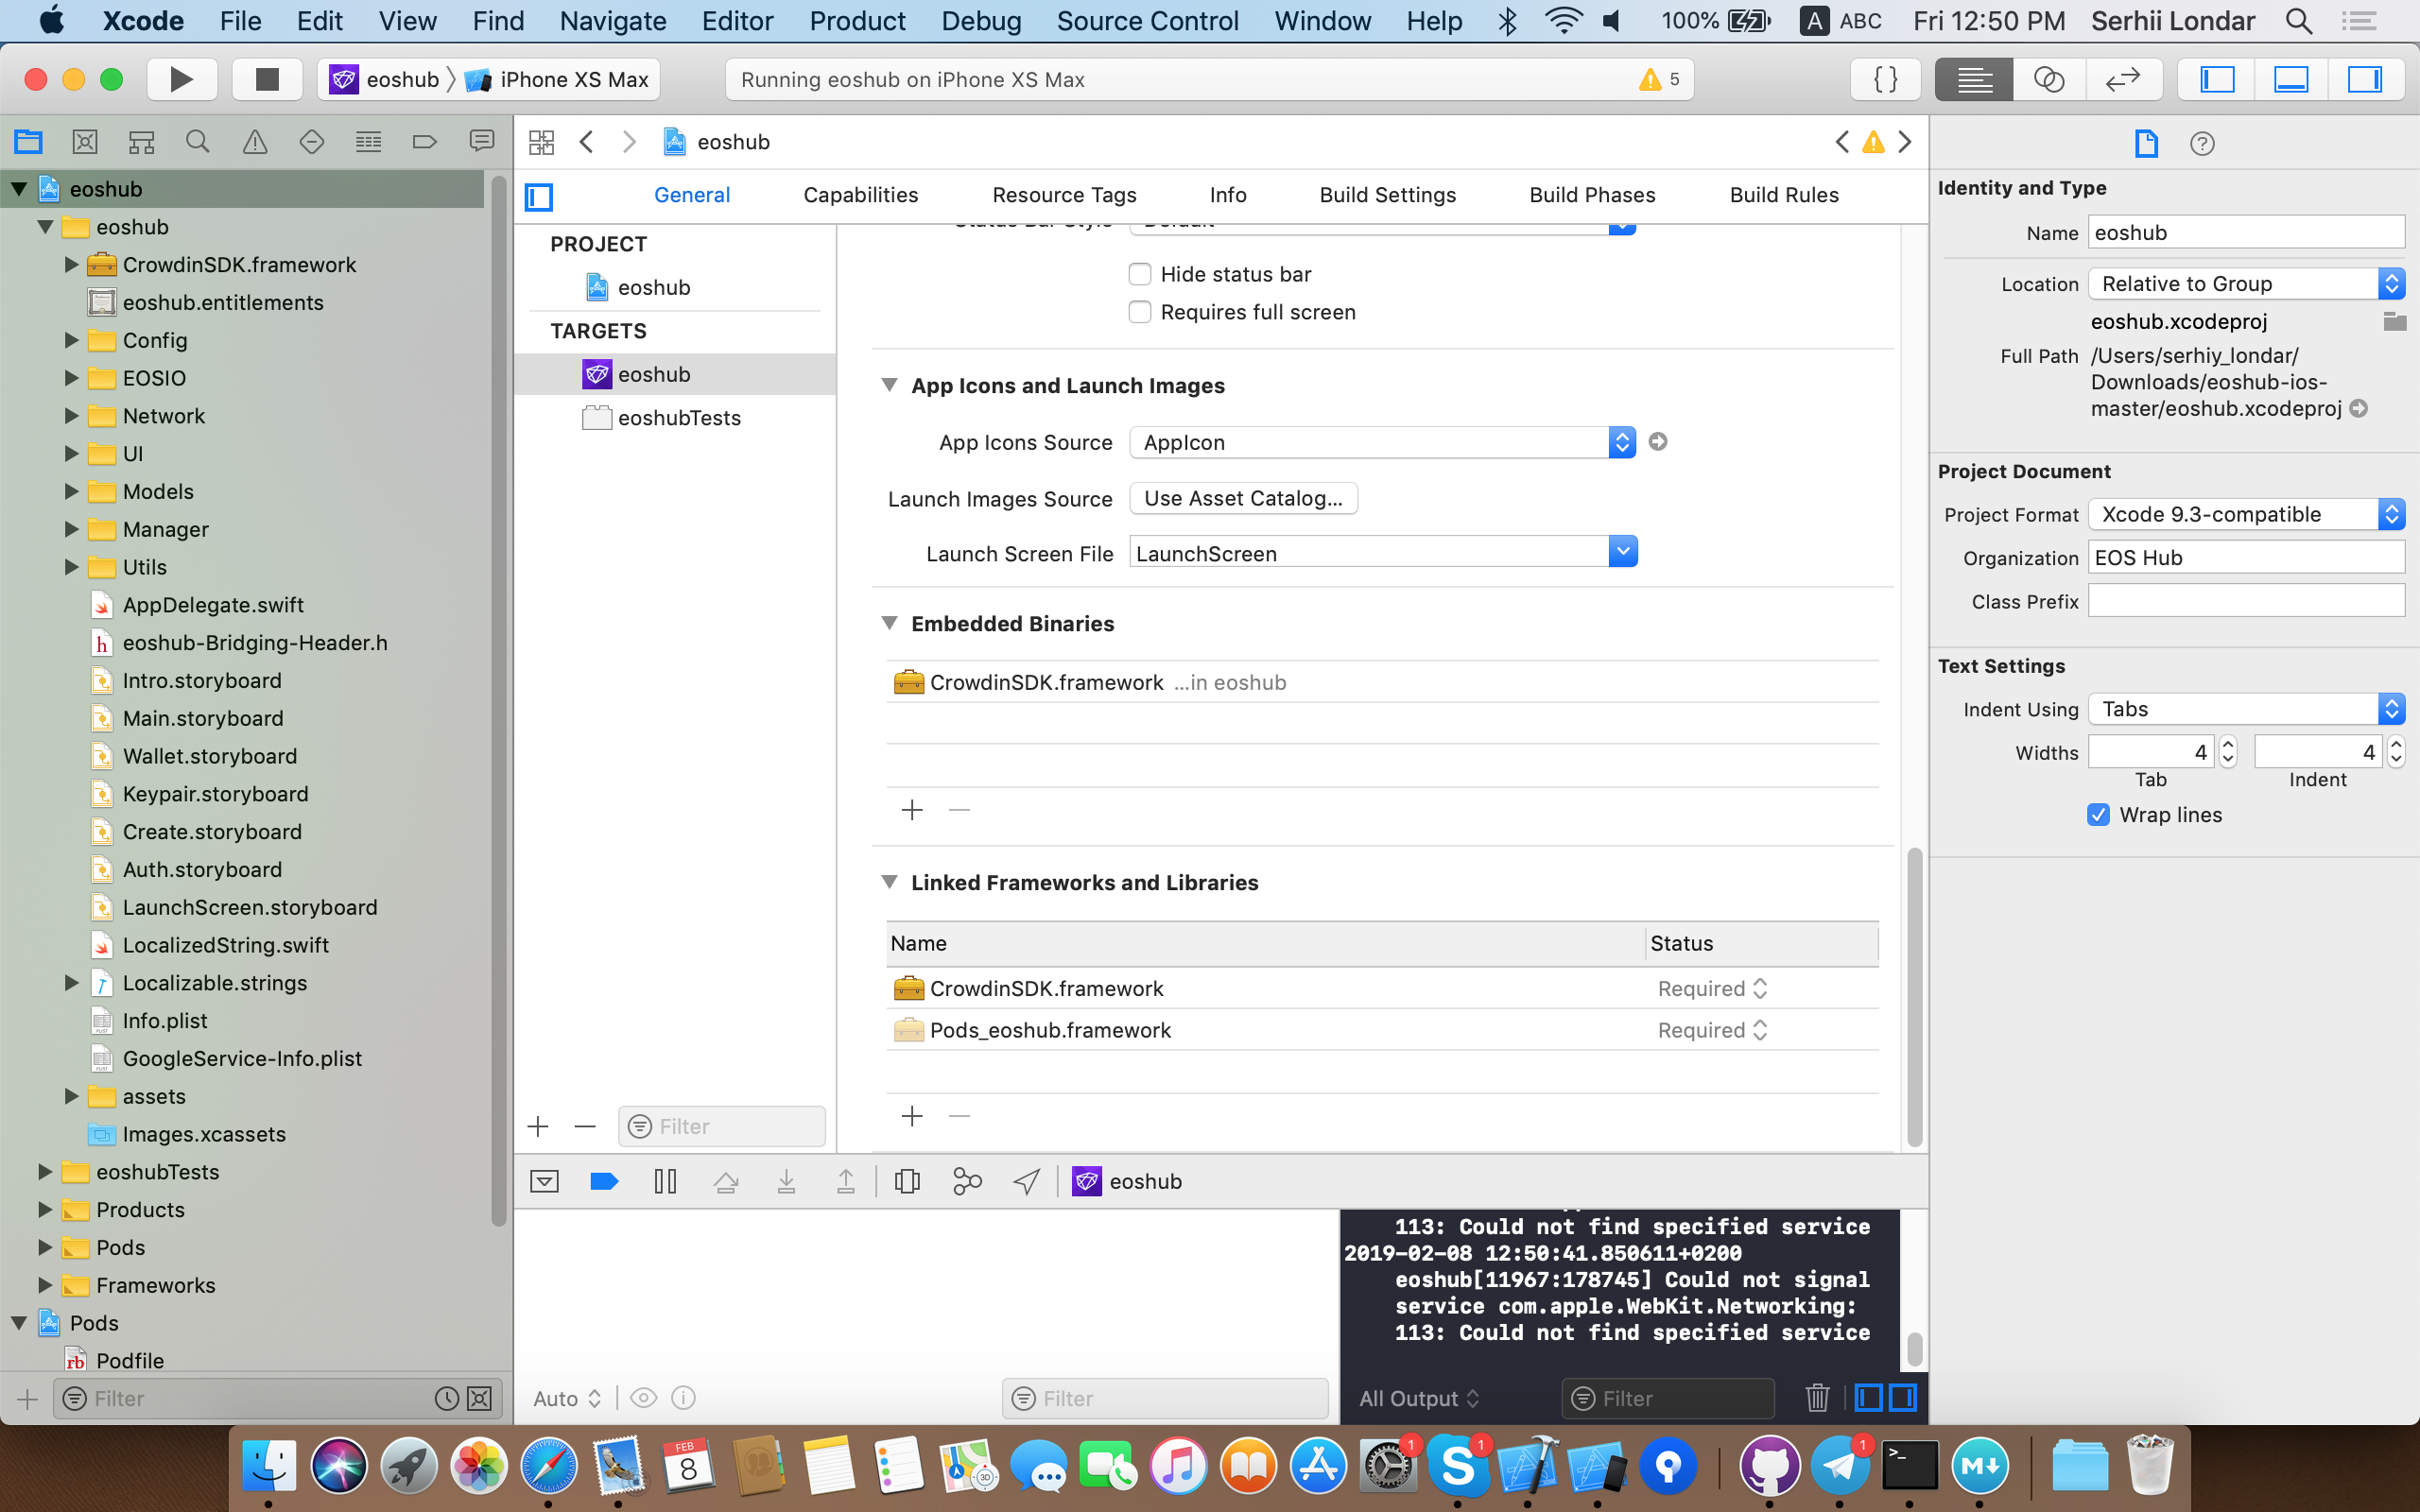 Xcode File Edit View Find Navigate Editor Product Debug Source Control Window Help 100% A ABC Fri 12:50 PM Serhii Londar
eoshub iPhone XS Max Running eoshub on iPhone XS Max 5 {}
eoshub
General Capabilities Resource Tags Info Build Settings Build Phases Build Rules
eoshub
eoshub
CrowdinSDK.framework
eoshub.entitlements
Config
EOSIO
Network
UI
Models
Manager
Utils
AppDelegate.swift
h eoshub-Bridging-Header.h
Intro.storyboard
Main.storyboard
Wallet.storyboard
Keypair.storyboard
Create.storyboard
Auth.storyboard
LaunchScreen.storyboard
LocalizedString.swift
Localizable.strings
Info.plist
GoogleService-Info.plist
assets
Images.xcassets
eoshubTests
Products
Pods
Frameworks
Pods
rb Podfile
Filter
PROJECT
eoshub
TARGETS
eoshub
eoshubTests
Filter
Status Bar Style Default
Hide status bar
Requires full screen
App Icons and Launch Images
App Icons Source AppIcon
Launch Images Source Use Asset Catalog...
Launch Screen File LaunchScreen
Embedded Binaries
CrowdinSDK.framework ...in eoshub
Linked Frameworks and Libraries
Name Status
CrowdinSDK.framework Required
Pods_eoshub.framework Required
eoshub
113: Could not find specified service
2019-02-08 12:50:41.850611+0200
eoshub[11967:178745] Could not signal
service com.apple.WebKit.Networking:
113: Could not find specified service
Auto Filter All Output Filter
Identity and Type
Name eoshub
Location Relative to Group
eoshub.xcodeproj
Full Path /Users/serhiy_londar/
Downloads/eoshub-ios-
master/eoshub.xcodeproj
Project Document
Project Format Xcode 9.3-compatible
Organization EOS Hub
Class Prefix
Text Settings
Indent Using Tabs
Widths 4 4
Tab Indent
Wrap lines
FEB
8
3D
1
S 1
1
>_
M↓